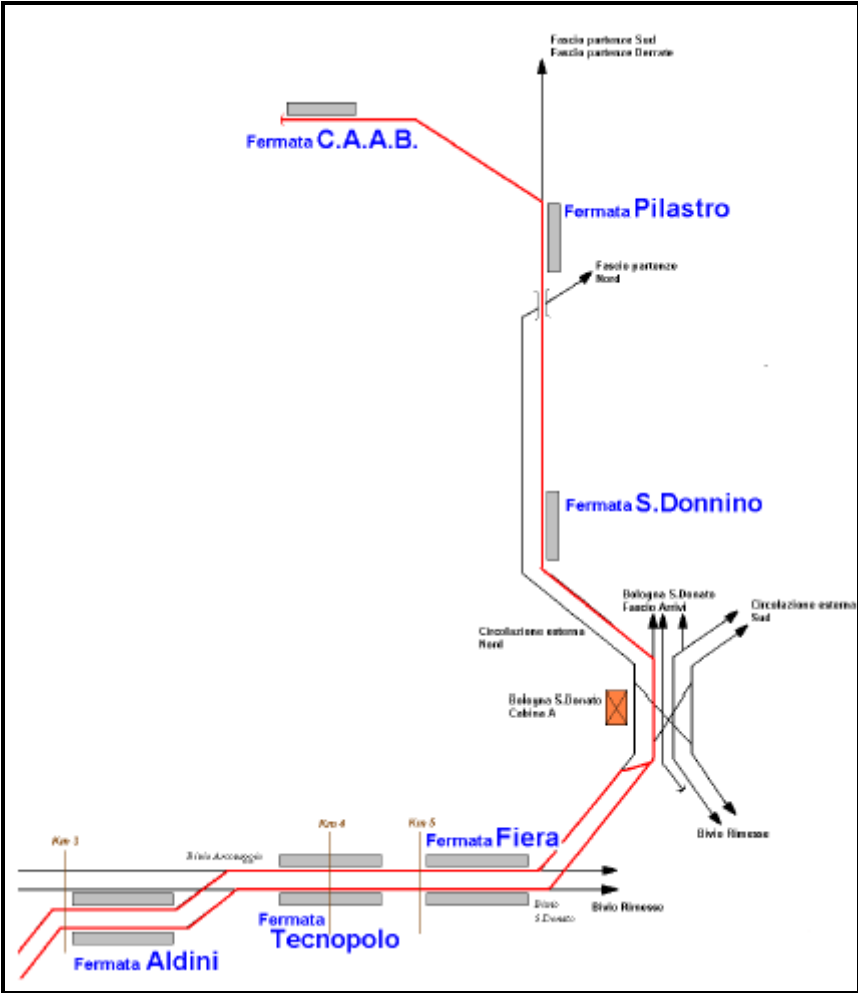 Fascio partenze Sud
Fascio partenze Derrate
Fermata C.A.A.B.
Fermata Pilastro
Fascio partenze
Nord
Fermata S.Donnino
Bologna S.Donato
Fascio Arrivi
Circolazione esterna
Sud
Circolazione esterna
Nord
Bologna S.Donato
Cabina A
Bivio Rimesse
Km 3
Km 4
Km 5
Fermata Fiera
Bivio Arcoveggio
Bivio
S.Donato
Bivio Rimesse
Fermata
Tecnopolo
Fermata Aldini